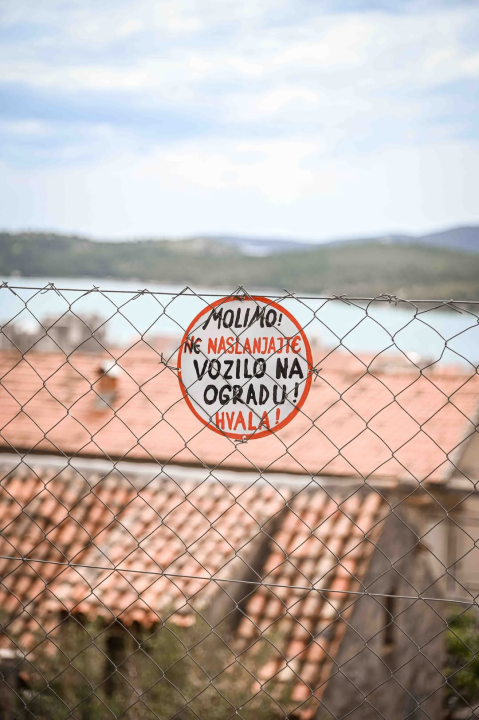 MOLIMO!
NE NASLANJAJTE
VOZILO NA
OGRADU!
HVALA!